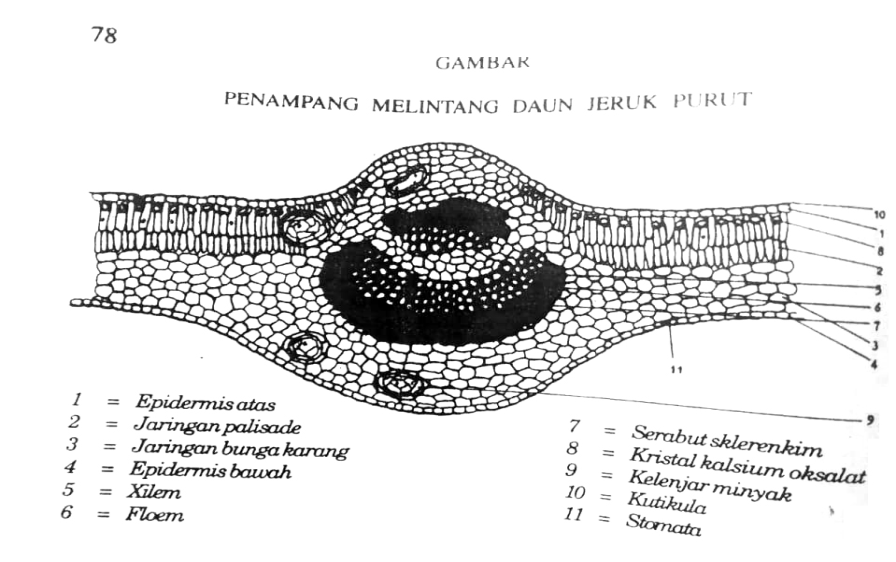 78
GAMBAR
PENAMPANG MELINTANG DAUN JERUK PURUT
10
1
8
2
5
6
7
3
4
11
9
1 = Epidermis atas
2 = Jaringan palisade
3 = Jaringan bunga karang
4 = Epidermis bawah
5 = Xilem
6 = Floem
7 = Serabut sklerenkim
8 = Kristal kalsium oksalat
9 = Kelenjar minyak
10 = Kutikula
11 = Stomata